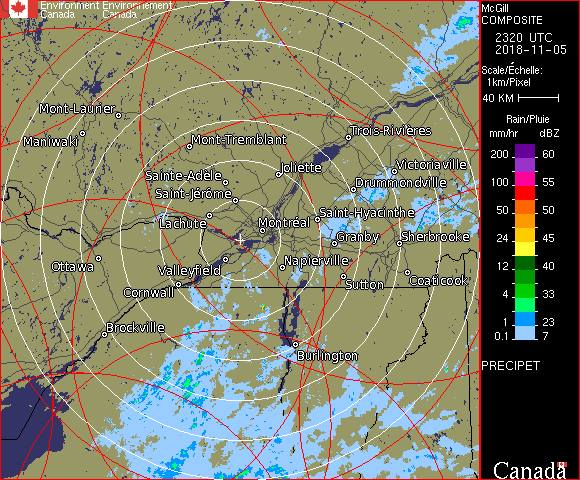 Environment Environnement
Canada Canada
McGill
COMPOSITE
2320 UTC
2018-11-05
Scale/Échelle:
1km/Pixel
40 KM
Rain/Pluie
mm/hr dBZ
200 60
150 57
100 55
50 50
24 45
12 40
4 33
1 23
0.1 7
PRECIPET
Canada
Mont-Laurier
Maniwaki
Mont-Tremblant
Trois-Rivières
Joliette
Victoriaville
Sainte-Adèle
Drummondville
Saint-Jérôme
Saint-Hyacinthe
Lachute
Montréal
Granby
Sherbrooke
Ottawa
Valleyfield
Napierville
Cornwall
Sutton
Coaticook
Brockville
Burlington